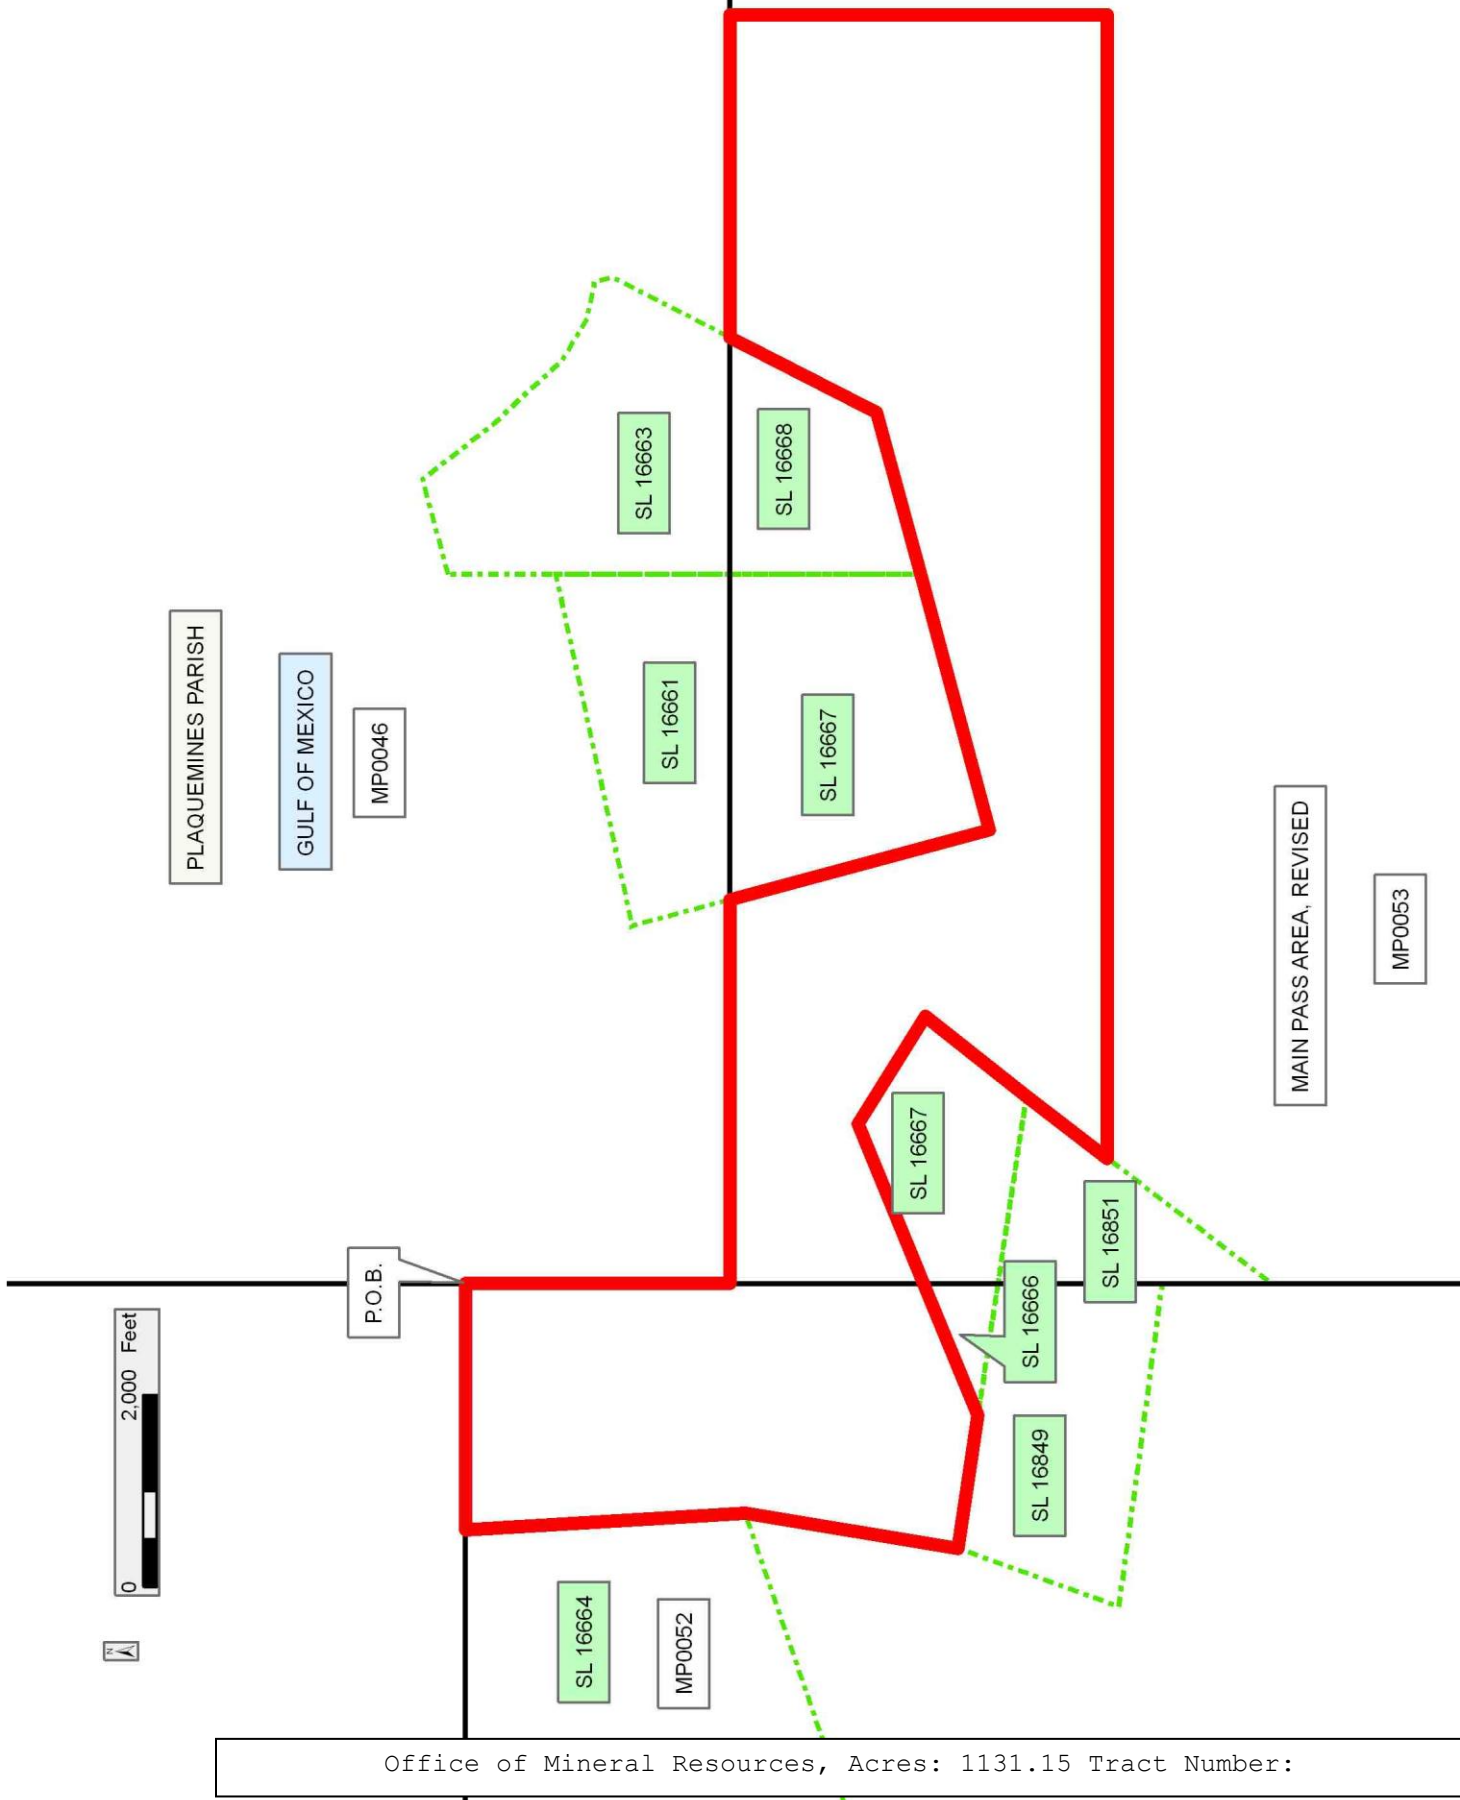 PLAQUEMINES PARISH
GULF OF MEXICO
MP0046
SL 16663
SL 16668
SL 16661
SL 16667
MAIN PASS AREA, REVISED
MP0053
P.O.B.
SL 16667
SL 16851
SL 16666
SL 16849
0 2,000 Feet
N
SL 16664
MP0052
Office of Mineral Resources, Acres: 1131.15 Tract Number: